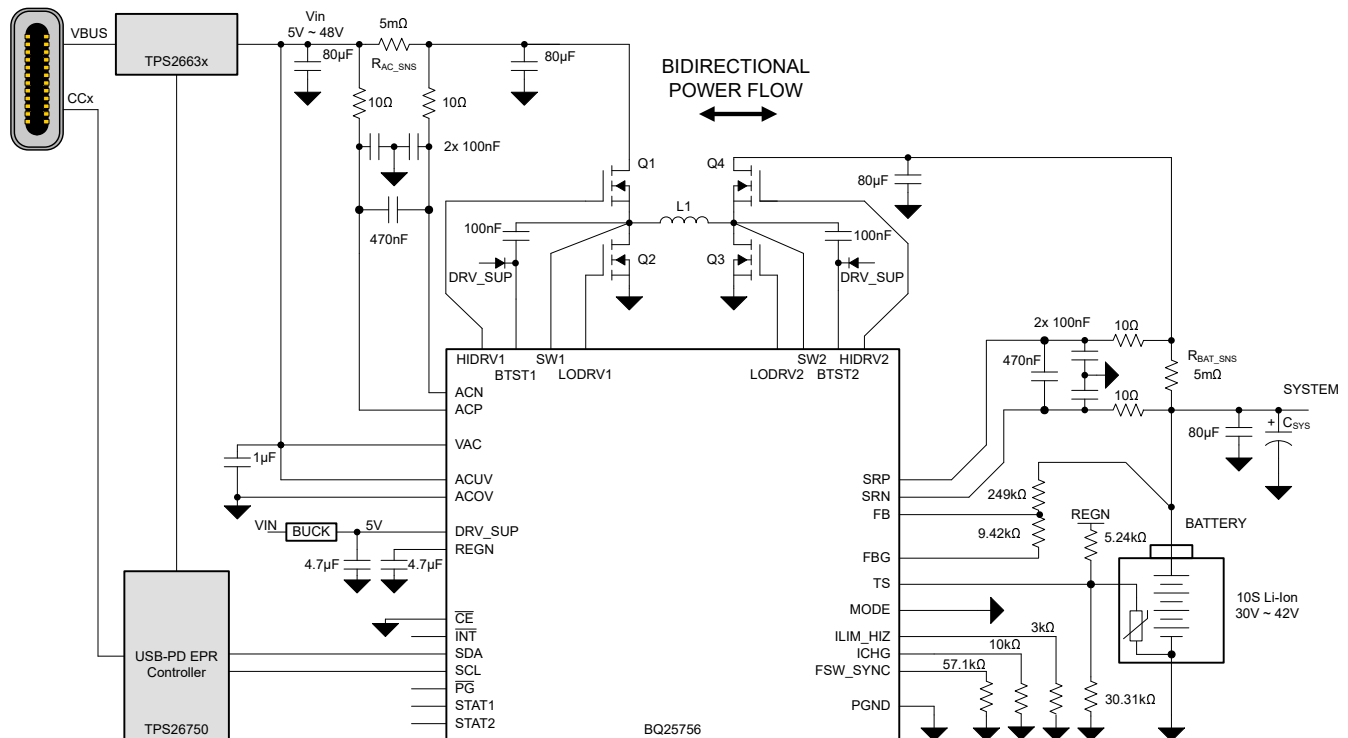 VBUS
TPS2663x
CCx
Vin
5V ~ 48V
5mΩ
RAC_SNS
80µF
80µF
10Ω
10Ω
2x 100nF
470nF
BIDIRECTIONAL
POWER FLOW
Q1
Q4
80µF
L1
100nF
100nF
Q2
Q3
DRV_SUP
DRV_SUP
HIDRV1
BTST1
SW1
LODRV1
LODRV2
SW2
BTST2
HIDRV2
2x 100nF
10Ω
470nF
RBAT_SNS
5mΩ
10Ω
SYSTEM
80µF
+
CSYS
ACN
ACP
VAC
1µF
ACUV
ACOV
VIN
BUCK
5V
DRV_SUP
REGN
4.7µF
4.7µF
CE
INT
SDA
SCL
PG
STAT1
STAT2
USB-PD EPR
Controller
TPS26750
BQ25756
SRP
SRN
FB
FBG
TS
MODE
ILIM_HIZ
ICHG
FSW_SYNC
PGND
249kΩ
9.42kΩ
REGN
5.24kΩ
BATTERY
10S Li-Ion
30V ~ 42V
3kΩ
10kΩ
57.1kΩ
30.31kΩ